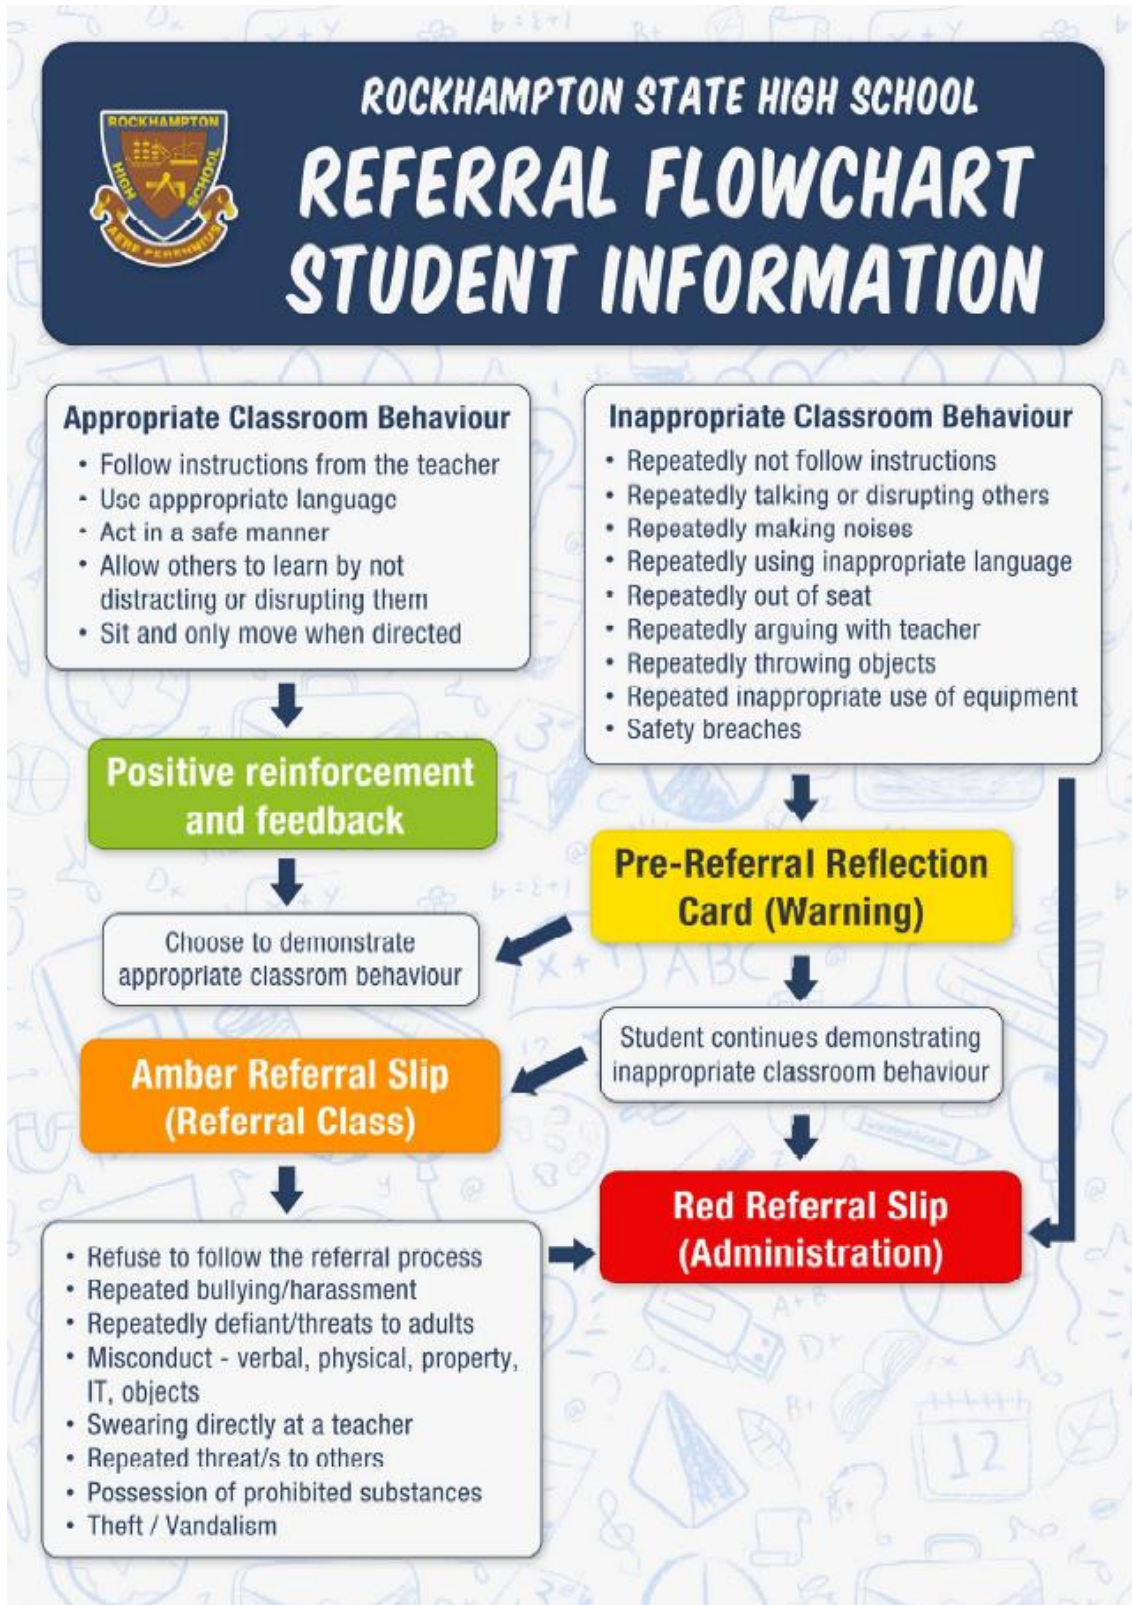 ROCKHAMPTON STATE HIGH SCHOOL
REFERRAL FLOWCHART
STUDENT INFORMATION
ROCKHAMPTON
HIGH
SCHOOL
AERE PERENNIUS
Appropriate Classroom Behaviour
• Follow instructions from the teacher
• Use apppropriate language
• Act in a safe manner
• Allow others to learn by not
distracting or disrupting them
• Sit and only move when directed
Inappropriate Classroom Behaviour
• Repeatedly not follow instructions
• Repeatedly talking or disrupting others
• Repeatedly making noises
• Repeatedly using inappropriate language
• Repeatedly out of seat
• Repeatedly arguing with teacher
• Repeatedly throwing objects
• Repeated inappropriate use of equipment
• Safety breaches
Positive reinforcement
and feedback
Pre-Referral Reflection
Card (Warning)
Choose to demonstrate
appropriate classrom behaviour
Student continues demonstrating
inappropriate classroom behaviour
Amber Referral Slip
(Referral Class)
Red Referral Slip
(Administration)
• Refuse to follow the referral process
• Repeated bullying/harassment
• Repeatedly defiant/threats to adults
• Misconduct - verbal, physical, property,
IT, objects
• Swearing directly at a teacher
• Repeated threat/s to others
• Possession of prohibited substances
• Theft / Vandalism